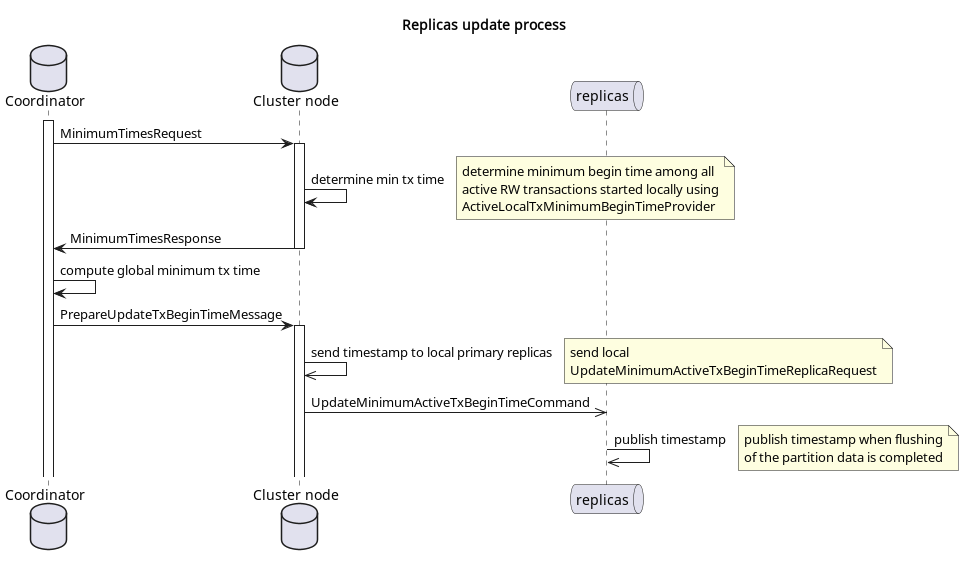 Replicas update process
Coordinator
Cluster node
replicas
MinimumTimesRequest
determine min tx time
determine minimum begin time among all
active RW transactions started locally using
ActiveLocalTxMinimumBeginTimeProvider
MinimumTimesResponse
compute global minimum tx time
PrepareUpdateTxBeginTimeMessage
send timestamp to local primary replicas
send local
UpdateMinimumActiveTxBeginTimeReplicaRequest
UpdateMinimumActiveTxBeginTimeCommand
publish timestamp
publish timestamp when flushing
of the partition data is completed
Coordinator
Cluster node
replicas